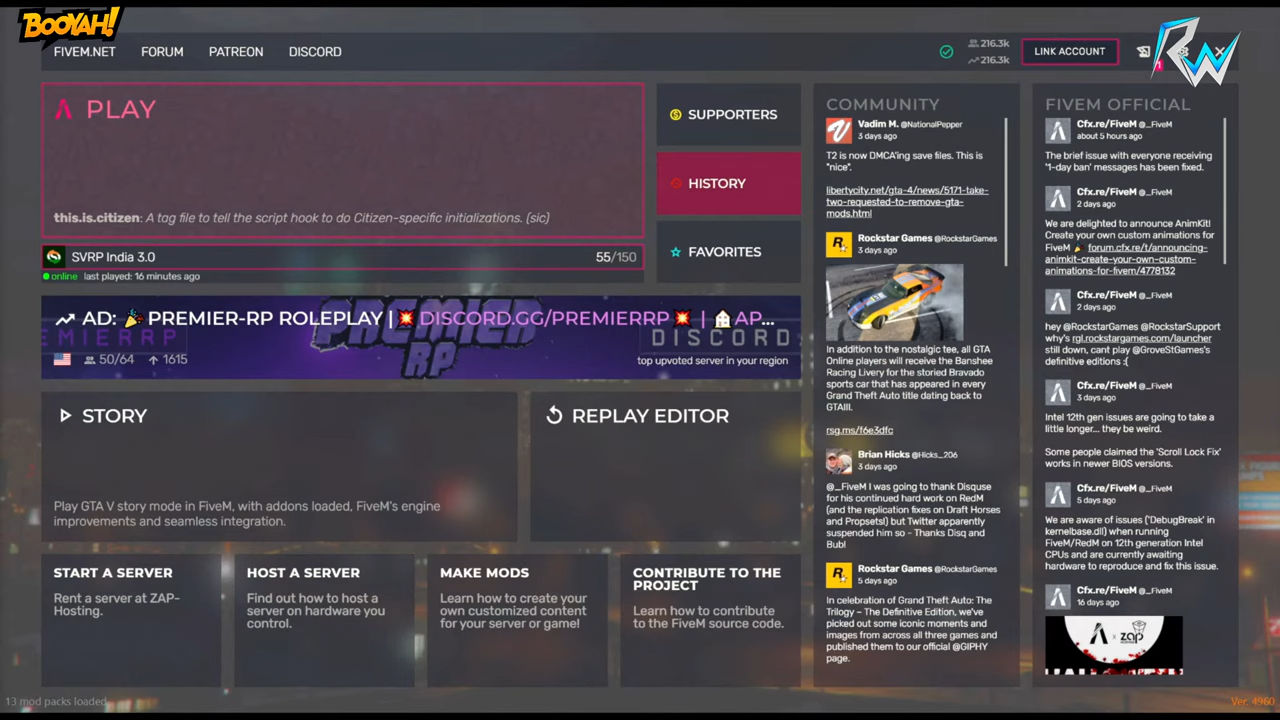 BOOYAH!
FIVEM.NET FORUM PATREON DISCORD
216.3k
216.3k
LINK ACCOUNT
1
RW
PLAY
this.is.citizen: A tag file to tell the script hook to do Citizen-specific initializations. (sic)
SVRP India 3.0 55/150
online last played: 16 minutes ago
SUPPORTERS
HISTORY
FAVORITES
AD: 🎉PREMIER-RP ROLEPLAY |💥DISCORD.GG/PREMIERRP💥 | 🏠AP...
PREMIER
RP
DISCORD
50/64 1615
top upvoted server in your region
STORY
Play GTA V story mode in FiveM, with addons loaded, FiveM's engine
improvements and seamless integration.
REPLAY EDITOR
START A SERVER
Rent a server at ZAP-
Hosting.
HOST A SERVER
Find out how to host a
server on hardware you
control.
MAKE MODS
Learn how to create your
own customized content
for your server or game!
CONTRIBUTE TO THE
PROJECT
Learn how to contribute
to the FiveM source code.
COMMUNITY
Vadim M. @NationalPepper
3 days ago
T2 is now DMCA'ing save files. This is
"nice".
libertycity.net/gta-4/news/5171-take-
two-requested-to-remove-gta-
mods.html
Rockstar Games @RockstarGames
3 days ago
In addition to the nostalgic tee, all GTA
Online players will receive the Banshee
Racing Livery for the storied Bravado
sports car that has appeared in every
Grand Theft Auto title dating back to
GTAIII.
rsg.ms/f6e3dfc
Brian Hicks @Hicks_206
3 days ago
@_FiveM I was going to thank Disquse
for his continued hard work on RedM
(and the replication fixes on Draft Horses
and Propsets!) but Twitter apparently
suspended him so - Thanks Disq and
Bub!
Rockstar Games @RockstarGames
5 days ago
In celebration of Grand Theft Auto: The
Trilogy – The Definitive Edition, we've
picked out some iconic moments and
images from across all three games and
published them to our official @GIPHY
page.
FIVEM OFFICIAL
Cfx.re/FiveM @_FiveM
about 5 hours ago
The brief issue with everyone receiving
'1-day ban' messages has been fixed.
Cfx.re/FiveM @_FiveM
2 days ago
We are delighted to announce AnimKit!
Create your own custom animations for
FiveM 🎉 forum.cfx.re/t/announcing-
animkit-create-your-own-custom-
animations-for-fivem/4778132
Cfx.re/FiveM @_FiveM
2 days ago
hey @RockstarGames @RockstarSupport
why's rgl.rockstargames.com/launcher
still down, cant play @GroveStGames's
definitive editions :(
Cfx.re/FiveM @_FiveM
3 days ago
Intel 12th gen issues are going to take a
little longer... they be weird.
Some people claimed the 'Scroll Lock Fix'
works in newer BIOS versions.
Cfx.re/FiveM @_FiveM
5 days ago
We are aware of issues ('DebugBreak' in
kernelbase.dll) when running
FiveM/RedM on 12th generation Intel
CPUs and are currently awaiting
hardware to reproduce and fix this issue.
Cfx.re/FiveM @_FiveM
16 days ago
x zap
13 mod packs loaded
Ver. 4960